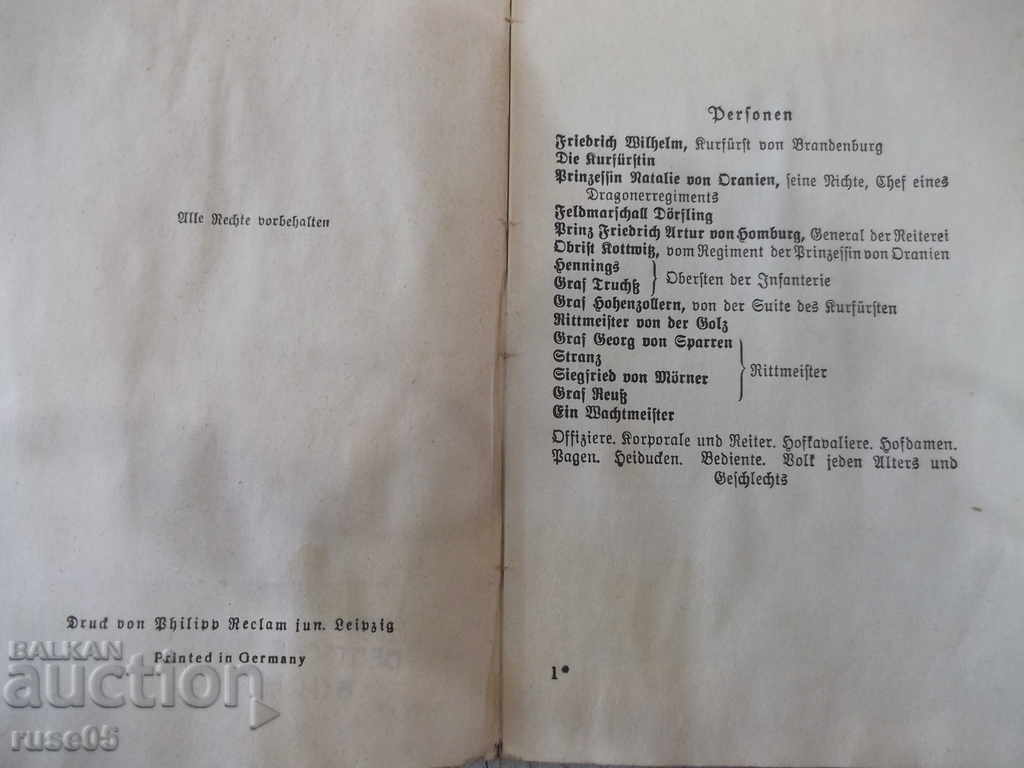 Alle Rechte vorbehalten
Druck von Philipp Reclam jun. Leipzig
Printed in Germany
Personen
Friedrich Wilhelm, Kurfürst von Brandenburg
Die Kurfürstin
Prinzessin Natalie von Oranien, seine Nichte, Chef eines
Dragonerregiments
Feldmarschall Dörfling
Prinz Friedrich Artur von Homburg, General der Reiterei
Obrist Kottwitz, vom Regiment der Prinzessin von Oranien
Hennings
Graf Truchß } Obersten der Infanterie
Graf Hohenzollern, von der Suite des Kurfürsten
Rittmeister von der Golz
Graf Georg von Sparren
Stranz
Siegfried von Mörner } Rittmeister
Graf Reuß
Ein Wachtmeister
Offiziere. Korporale und Reiter. Hofkavaliere. Hofdamen.
Pagen. Heiducken. Bediente. Volk jeden Alters und
Geschlechts
1*
BALKAN
auction
ruse05